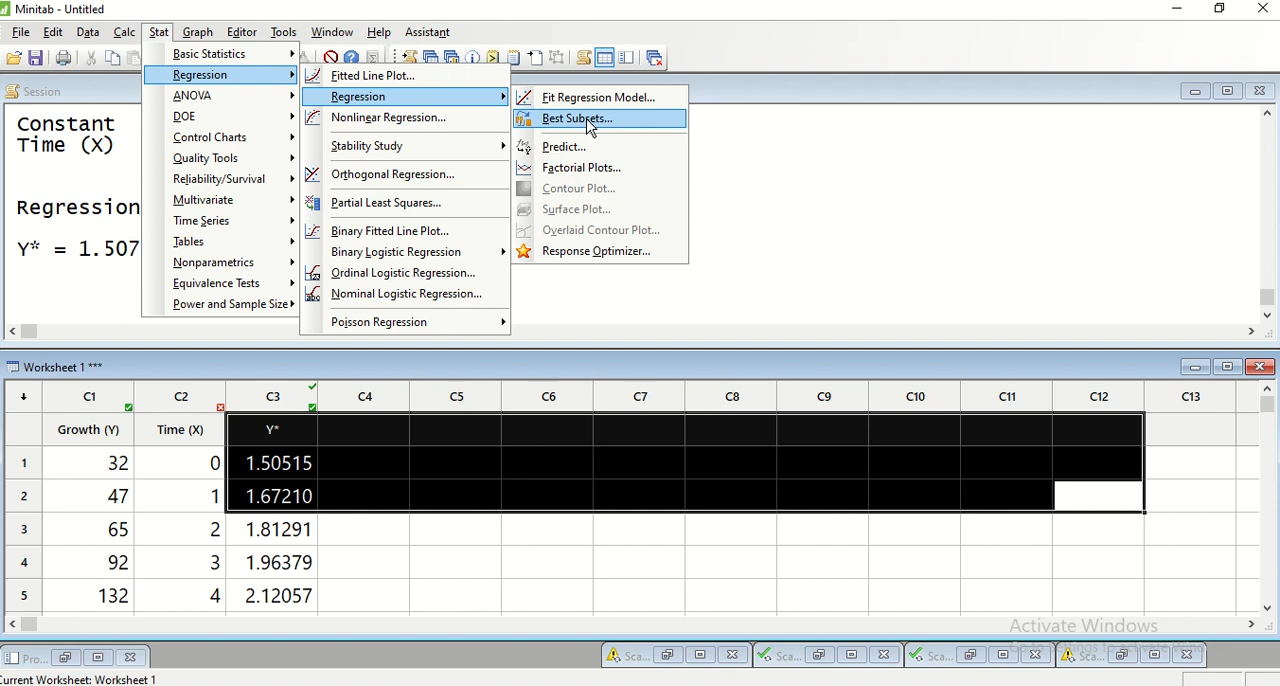 Minitab - Untitled
File Edit Data Calc Stat Graph Editor Tools Window Help Assistant
Session
Constant
Time (X)
Regression
Y* = 1.507
Basic Statistics
Regression
ANOVA
DOE
Control Charts
Quality Tools
Reliability/Survival
Multivariate
Time Series
Tables
Nonparametrics
Equivalence Tests
Power and Sample Size
Fitted Line Plot...
Regression
Nonlinear Regression...
Stability Study
Orthogonal Regression...
Partial Least Squares...
Binary Fitted Line Plot...
Binary Logistic Regression
Ordinal Logistic Regression...
Nominal Logistic Regression...
Poisson Regression
Fit Regression Model...
Best Subsets...
Predict...
Factorial Plots...
Contour Plot...
Surface Plot...
Overlaid Contour Plot...
Response Optimizer...
Worksheet 1 ***
C1 C2 C3 C4 C5 C6 C7 C8 C9 C10 C11 C12 C13
Growth (Y) Time (X) Y*
1 32 0 1.50515
2 47 1 1.67210
3 65 2 1.81291
4 92 3 1.96379
5 132 4 2.12057
Activate Windows
Pro... Sca... Sca... Sca... Sca...
Current Worksheet: Worksheet 1